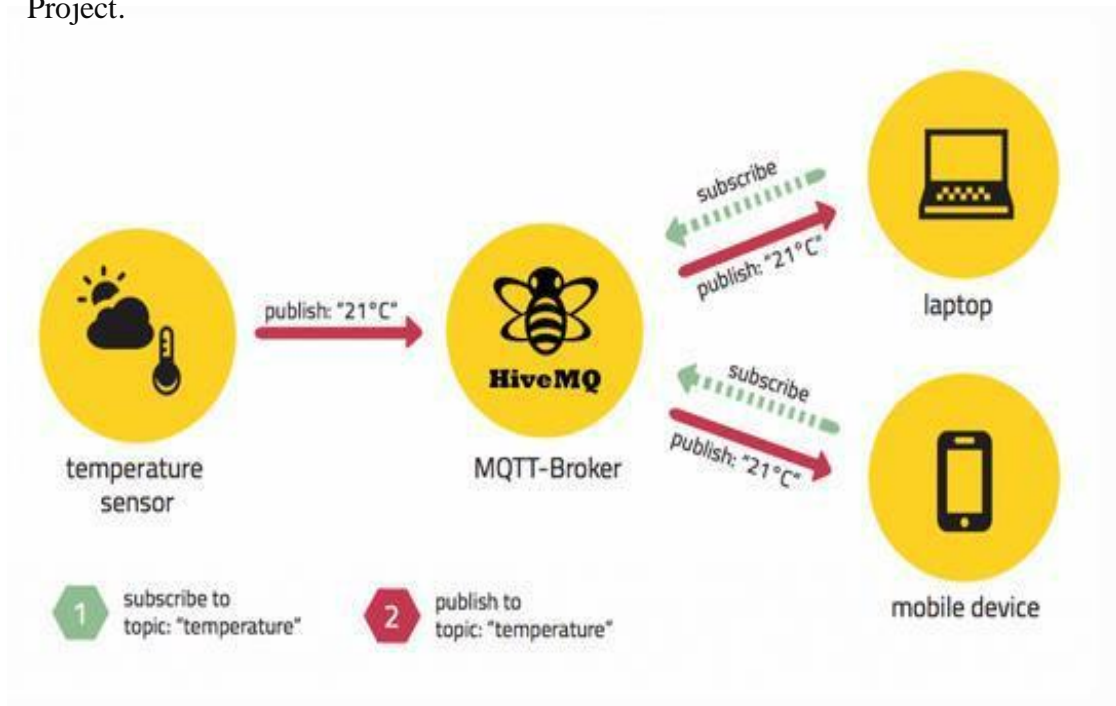 Project.
subscribe
publish: "21°C"
laptop
publish: "21°C"
HiveMQ
MQTT-Broker
temperature
sensor
subscribe
publish: "21°C"
mobile device
1
subscribe to
topic: "temperature"
2
publish to
topic: "temperature"